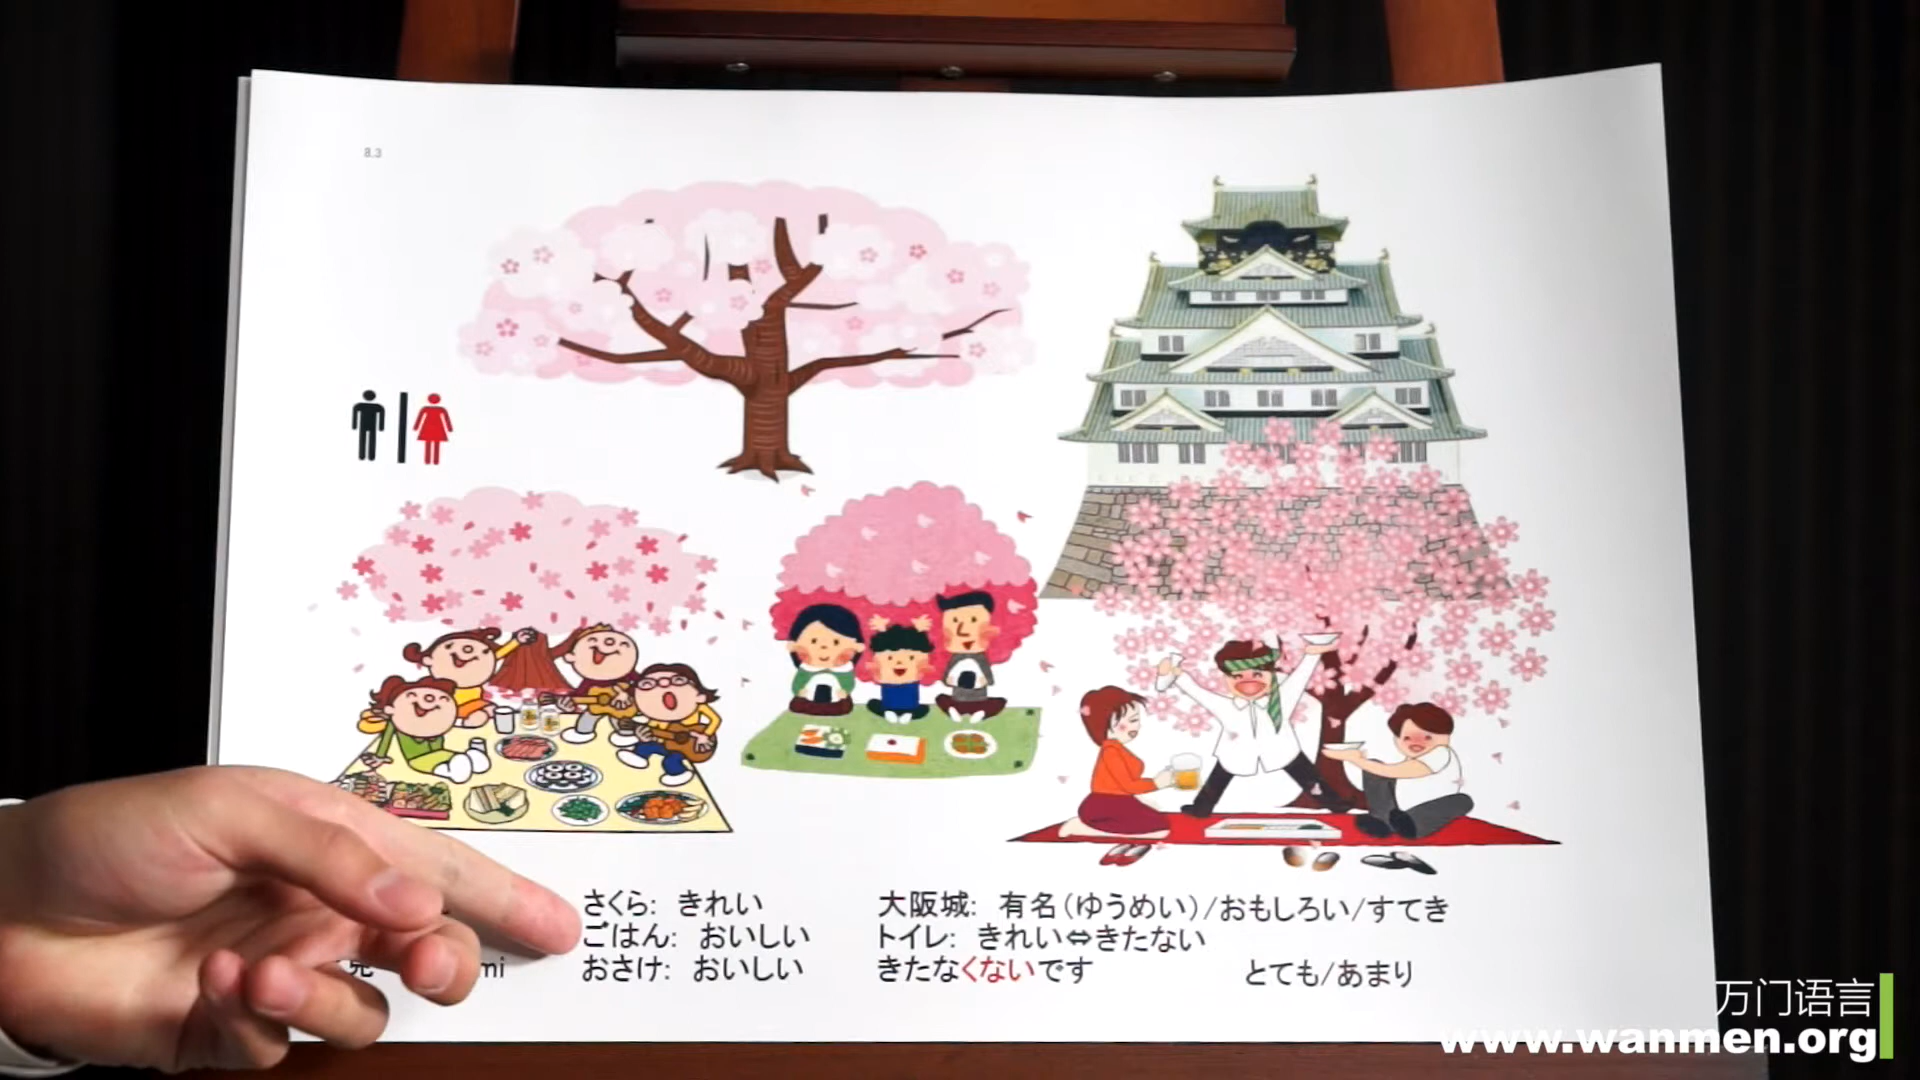 8.3
さくら: きれい
ごはん: おいしい
おさけ: おいしい
大阪城: 有名(ゆうめい)/おもしろい/すてき
トイレ: きれい⇔きたない
きたなくないです
とても/あまり
万门语言
www.wanmen.org